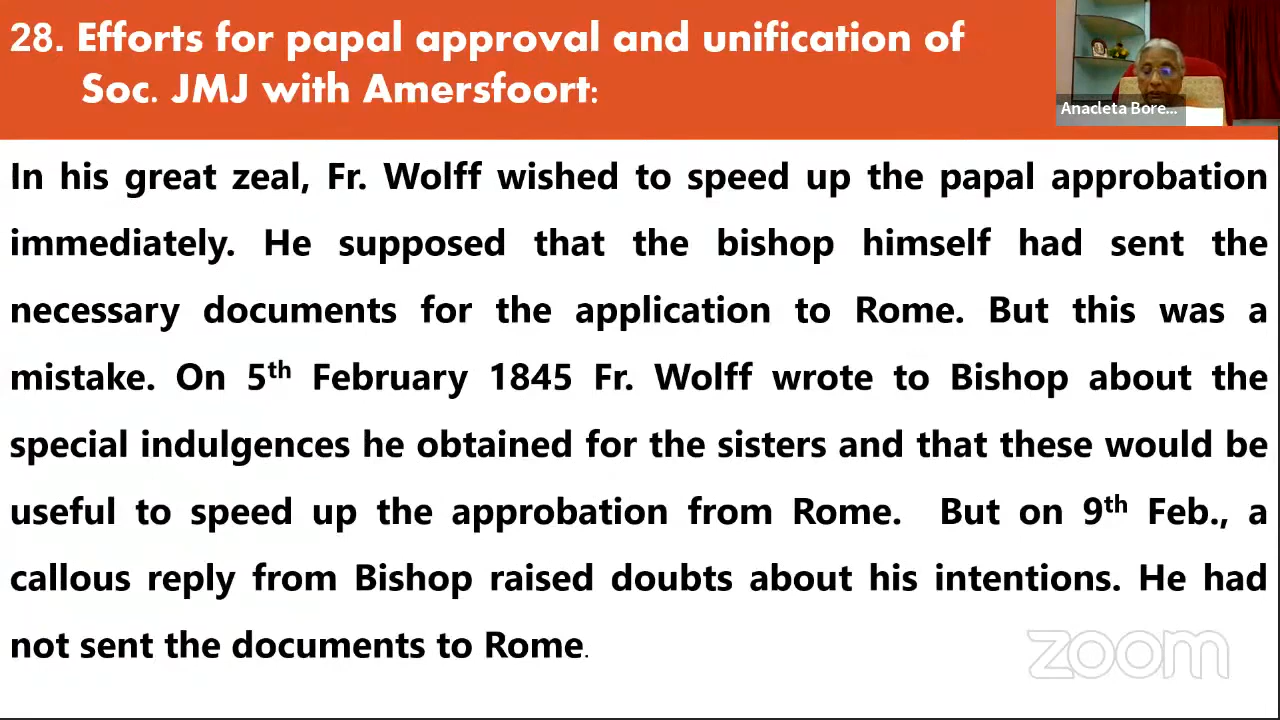 28. Efforts for papal approval and unification of
Soc. JMJ with Amersfoort:
Anacleta Bore...
In his great zeal, Fr. Wolff wished to speed up the papal approbation
immediately. He supposed that the bishop himself had sent the
necessary documents for the application to Rome. But this was a
mistake. On 5th February 1845 Fr. Wolff wrote to Bishop about the
special indulgences he obtained for the sisters and that these would be
useful to speed up the approbation from Rome. But on 9th Feb., a
callous reply from Bishop raised doubts about his intentions. He had
not sent the documents to Rome.
zoom